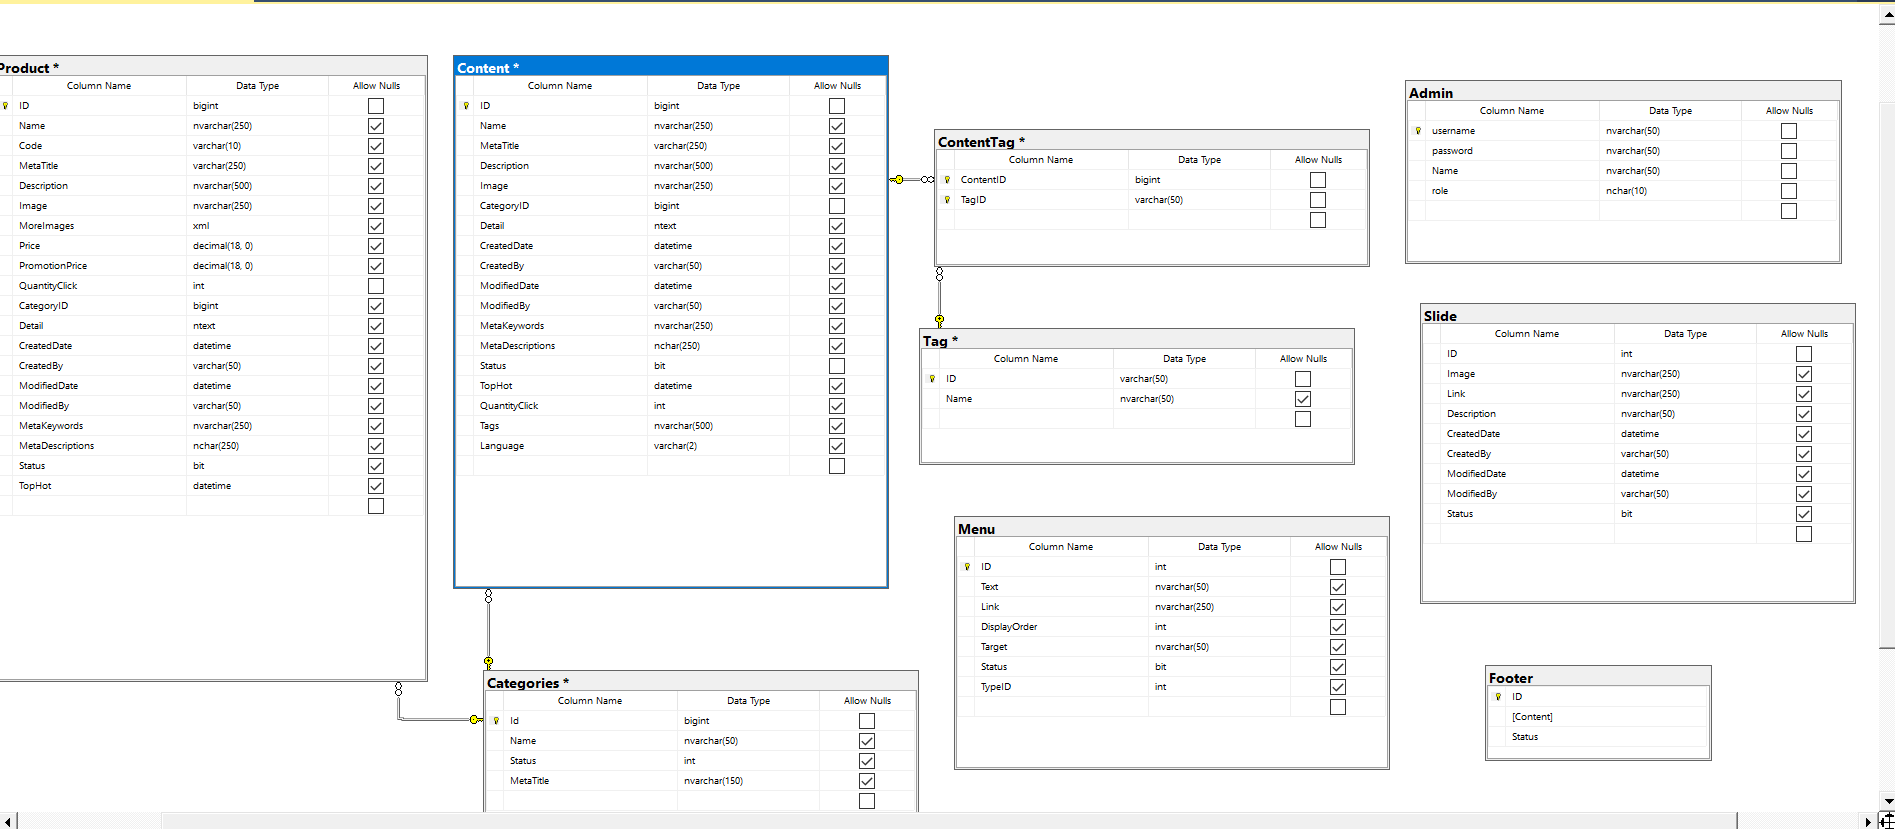 Product *
Column Name Data Type Allow Nulls
ID bigint
Name nvarchar(250)
Code varchar(10)
MetaTitle varchar(250)
Description nvarchar(500)
Image nvarchar(250)
MoreImages xml
Price decimal(18, 0)
PromotionPrice decimal(18, 0)
QuantityClick int
CategoryID bigint
Detail ntext
CreatedDate datetime
CreatedBy varchar(50)
ModifiedDate datetime
ModifiedBy varchar(50)
MetaKeywords nvarchar(250)
MetaDescriptions nchar(250)
Status bit
TopHot datetime
Content *
Column Name Data Type Allow Nulls
ID bigint
Name nvarchar(250)
MetaTitle varchar(250)
Description nvarchar(500)
Image nvarchar(250)
CategoryID bigint
Detail ntext
CreatedDate datetime
CreatedBy varchar(50)
ModifiedDate datetime
ModifiedBy varchar(50)
MetaKeywords nvarchar(250)
MetaDescriptions nchar(250)
Status bit
TopHot datetime
QuantityClick int
Tags nvarchar(500)
Language varchar(2)
ContentTag *
Column Name Data Type Allow Nulls
ContentID bigint
TagID varchar(50)
Tag *
Column Name Data Type Allow Nulls
ID varchar(50)
Name nvarchar(50)
Admin
Column Name Data Type Allow Nulls
username nvarchar(50)
password nvarchar(50)
Name nvarchar(50)
role nchar(10)
Slide
Column Name Data Type Allow Nulls
ID int
Image nvarchar(250)
Link nvarchar(250)
Description nvarchar(50)
CreatedDate datetime
CreatedBy varchar(50)
ModifiedDate datetime
ModifiedBy varchar(50)
Status bit
Menu
Column Name Data Type Allow Nulls
ID int
Text nvarchar(50)
Link nvarchar(250)
DisplayOrder int
Target nvarchar(50)
Status bit
TypeID int
Categories *
Column Name Data Type Allow Nulls
Id bigint
Name nvarchar(50)
Status int
MetaTitle nvarchar(150)
Footer
ID
[Content]
Status